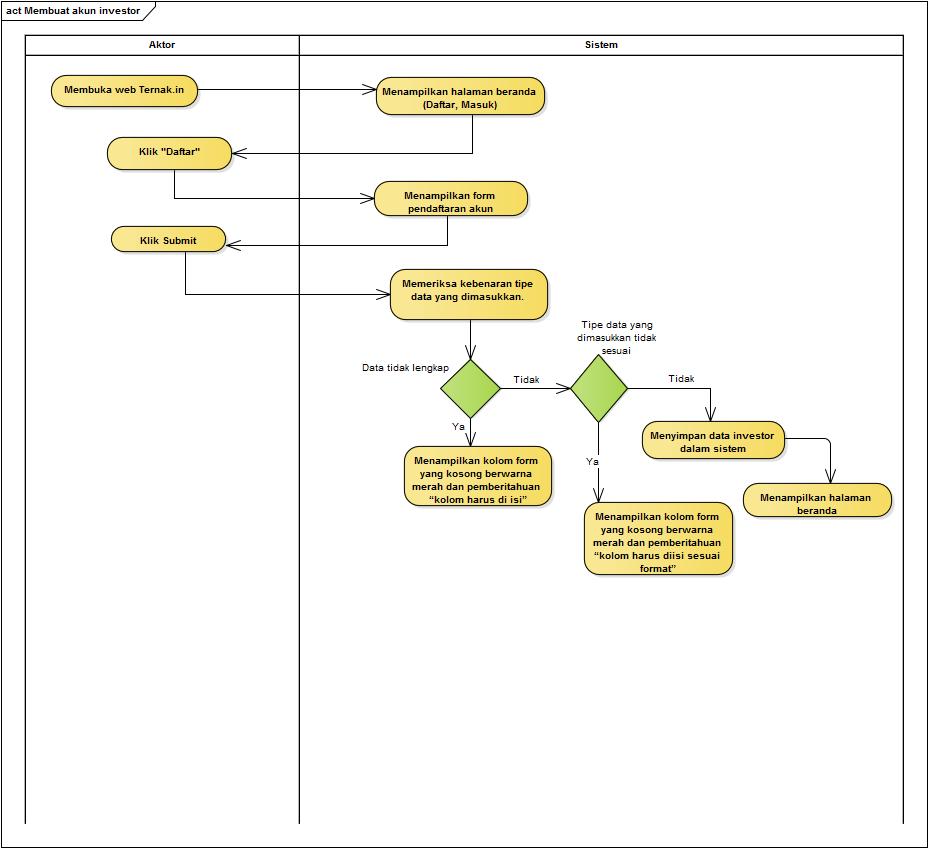 act Membuat akun investor
Aktor
Sistem
Membuka web Ternak.in
Menampilkan halaman beranda
(Daftar, Masuk)
Klik "Daftar"
Menampilkan form
pendaftaran akun
Klik Submit
Memeriksa kebenaran tipe
data yang dimasukkan.
Tipe data yang
dimasukkan tidak
sesuai
Data tidak lengkap
Tidak
Tidak
Ya
Menampilkan kolom form
yang kosong berwarna
merah dan pemberitahuan
“kolom harus di isi”
Menyimpan data investor
dalam sistem
Ya
Menampilkan halaman
beranda
Menampilkan kolom form
yang kosong berwarna
merah dan pemberitahuan
“kolom harus diisi sesuai
format”